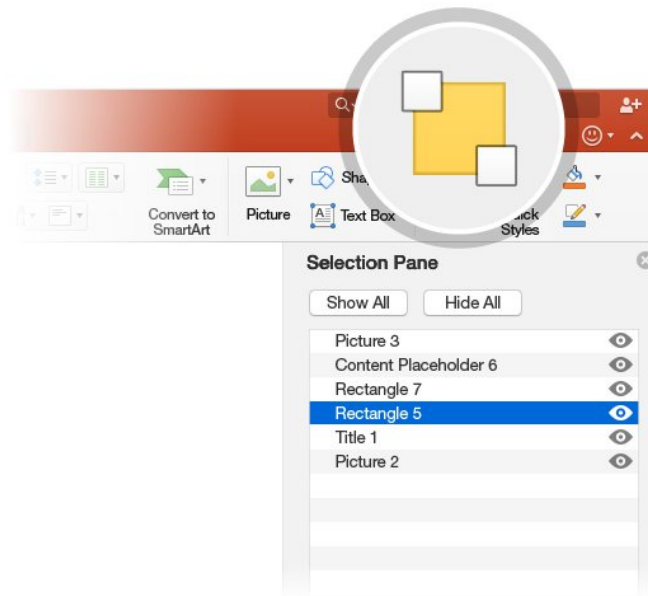 Convert to
SmartArt
Picture
Text Box
Styles
Selection Pane
Show All
Hide All
Picture 3
Content Placeholder 6
Rectangle 7
Rectangle 5
Title 1
Picture 2